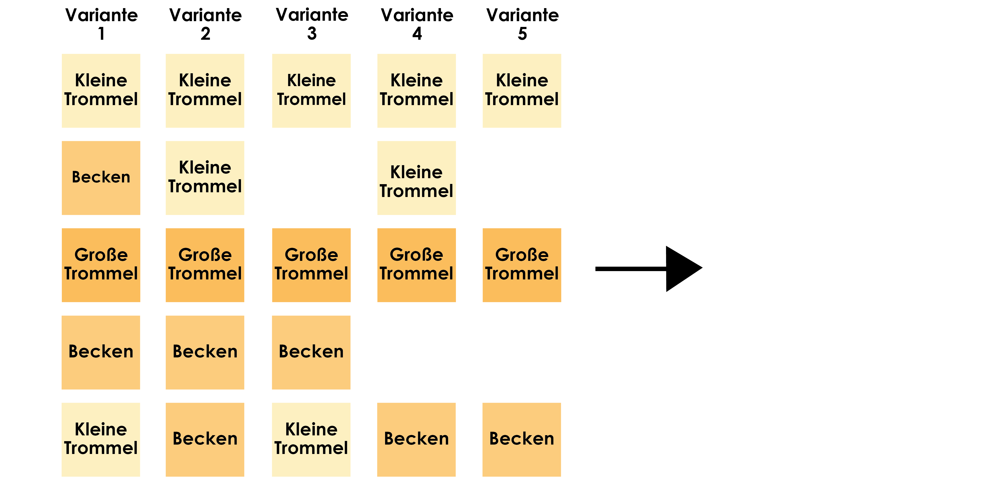 Variante
1
Variante
2
Variante
3
Variante
4
Variante
5
Kleine
Trommel
Kleine
Trommel
Kleine
Trommel
Kleine
Trommel
Kleine
Trommel
Becken
Kleine
Trommel
Kleine
Trommel
Große
Trommel
Große
Trommel
Große
Trommel
Große
Trommel
Große
Trommel
Becken
Becken
Becken
Kleine
Trommel
Becken
Kleine
Trommel
Becken
Becken